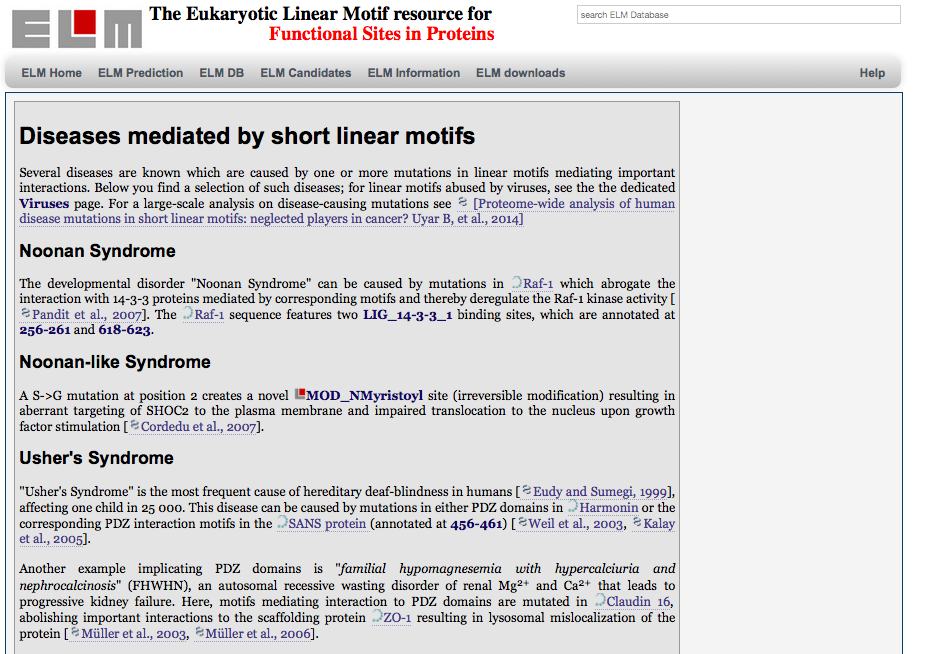 ELM
The Eukaryotic Linear Motif resource for
Functional Sites in Proteins
search ELM Database
ELM Home ELM Prediction ELM DB ELM Candidates ELM Information ELM downloads Help
Diseases mediated by short linear motifs
Several diseases are known which are caused by one or more mutations in linear motifs mediating important
interactions. Below you find a selection of such diseases; for linear motifs abused by viruses, see the the dedicated
Viruses page. For a large-scale analysis on disease-causing mutations see [Proteome-wide analysis of human
disease mutations in short linear motifs: neglected players in cancer? Uyar B, et al., 2014]
Noonan Syndrome
The developmental disorder "Noonan Syndrome" can be caused by mutations in Raf-1 which abrogate the
interaction with 14-3-3 proteins mediated by corresponding motifs and thereby deregulate the Raf-1 kinase activity [
Pandit et al., 2007]. The Raf-1 sequence features two LIG_14-3-3_1 binding sites, which are annotated at
256-261 and 618-623.
Noonan-like Syndrome
A S->G mutation at position 2 creates a novel MOD_NMyristoyl site (irreversible modification) resulting in
aberrant targeting of SHOC2 to the plasma membrane and impaired translocation to the nucleus upon growth
factor stimulation [ Cordedu et al., 2007].
Usher's Syndrome
"Usher's Syndrome" is the most frequent cause of hereditary deaf-blindness in humans [ Eudy and Sumegi, 1999],
affecting one child in 25 000. This disease can be caused by mutations in either PDZ domains in Harmonin or the
corresponding PDZ interaction motifs in the SANS protein (annotated at 456-461) [ Weil et al., 2003, Kalay
et al., 2005].
Another example implicating PDZ domains is "familial hypomagnesemia with hypercalciuria and
nephrocalcinosis" (FHWHN), an autosomal recessive wasting disorder of renal Mg²⁺ and Ca²⁺ that leads to
progressive kidney failure. Here, motifs mediating interaction to PDZ domains are mutated in Claudin 16,
abolishing important interactions to the scaffolding protein ZO-1 resulting in lysosomal mislocalization of the
protein [ Müller et al., 2003, Müller et al., 2006].